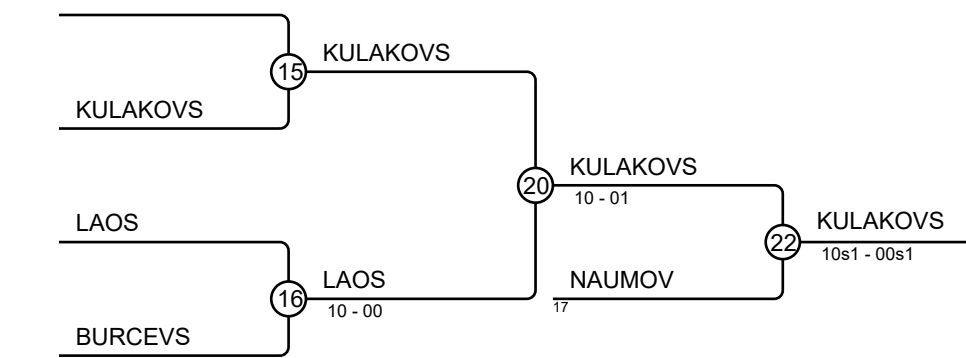 KULAKOVS
15
KULAKOVS
KULAKOVS
20
10 - 01
LAOS
KULAKOVS
22
10s1 - 00s1
LAOS
NAUMOV
16
10 - 00
17
BURCEVS